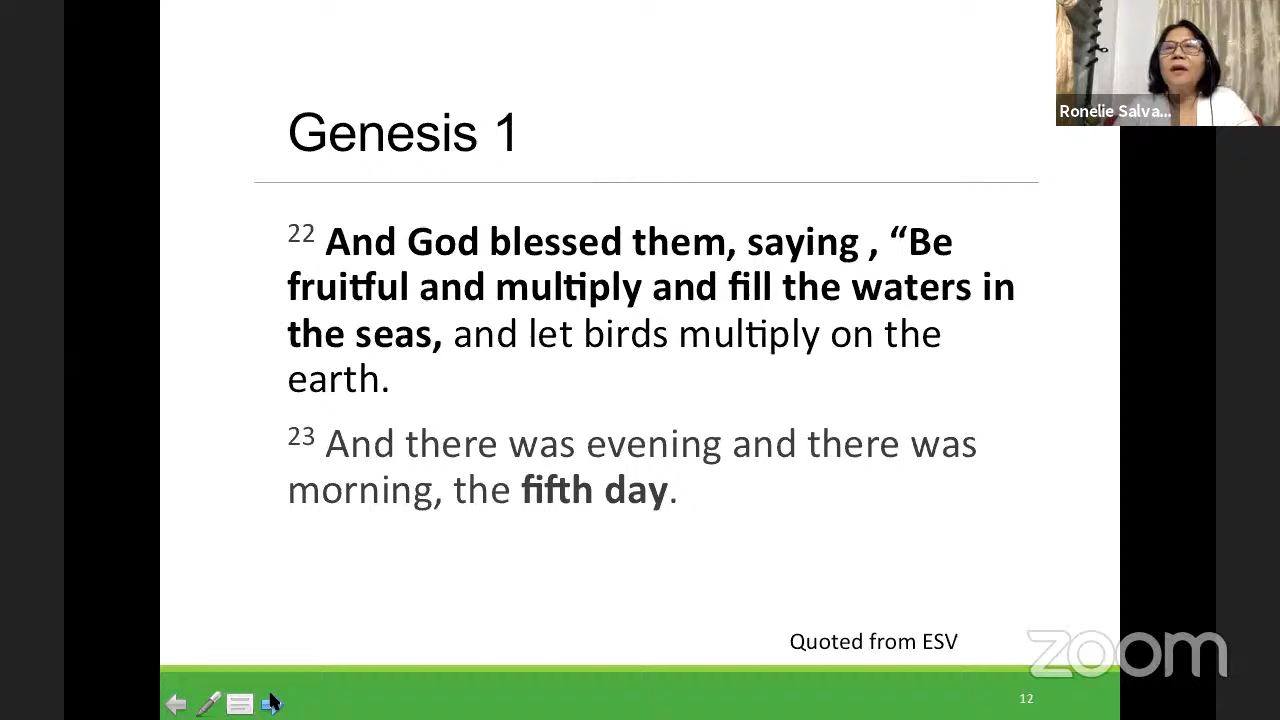 Ronelie Salva...
Genesis 1
22 And God blessed them, saying , “Be
fruitful and multiply and fill the waters in
the seas, and let birds multiply on the
earth.
23 And there was evening and there was
morning, the fifth day.
Quoted from ESV
zoom
12